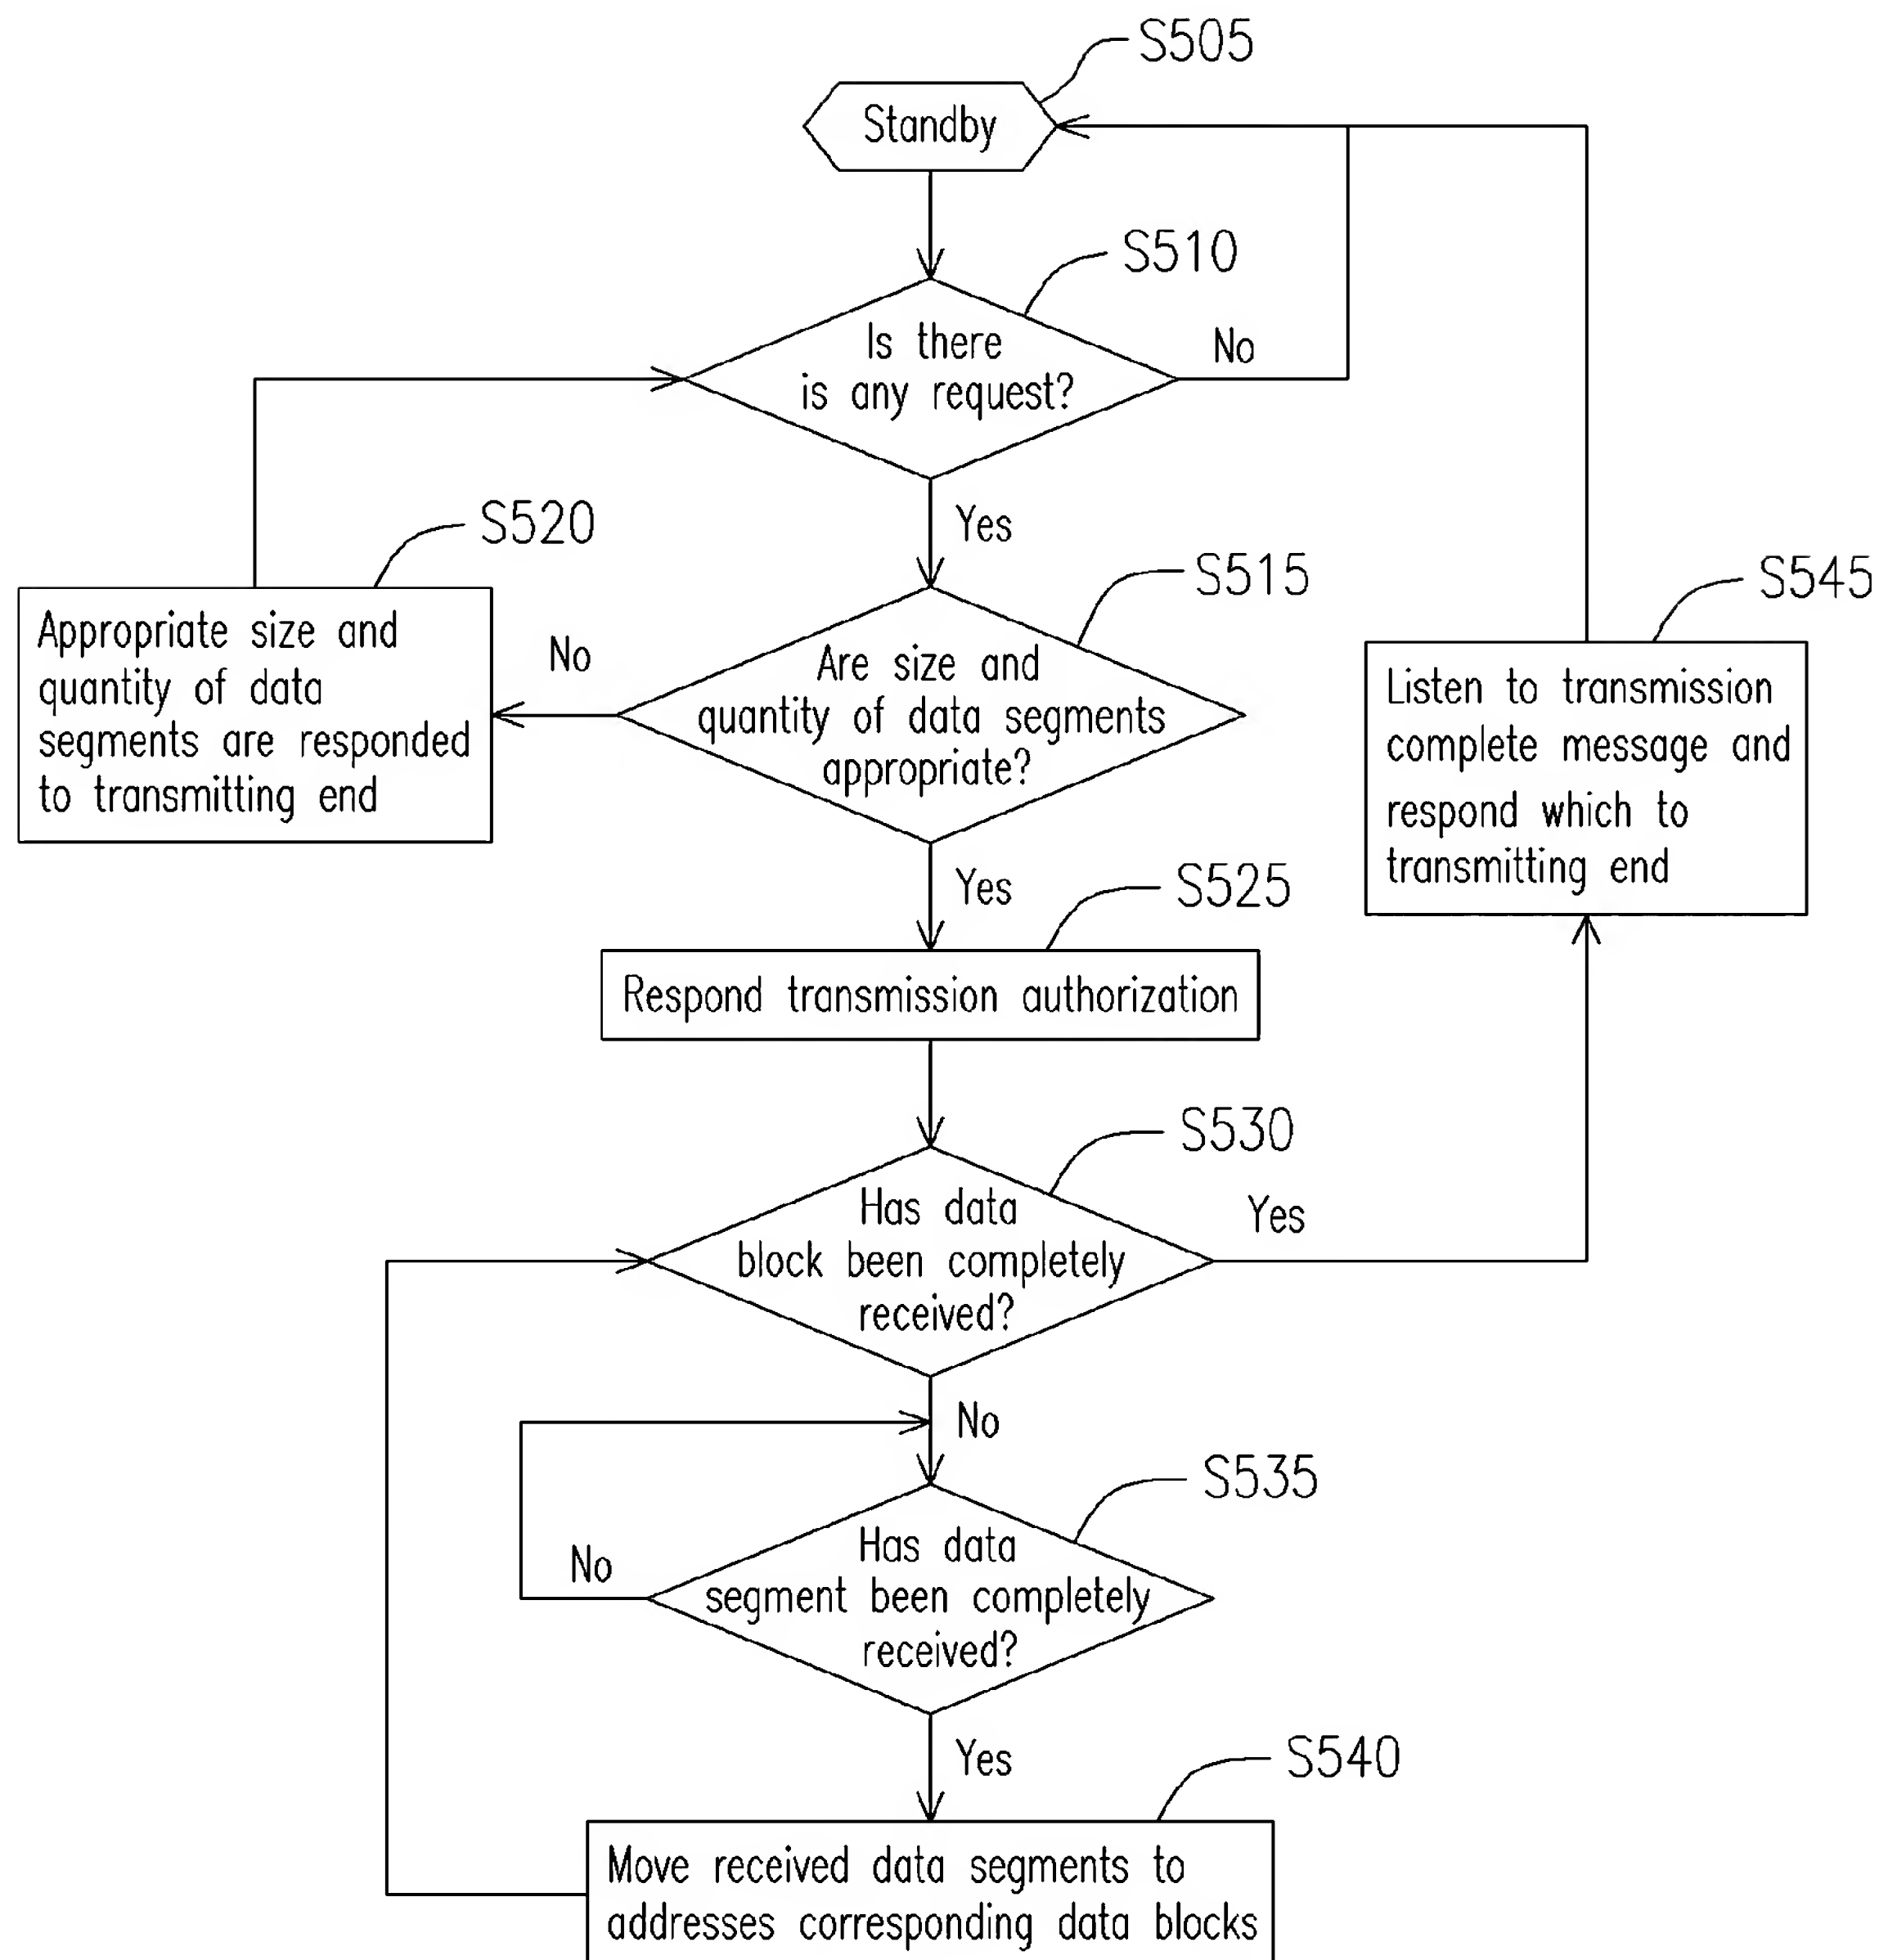 S505
Standby
S510
Is there
is any request?
No
Yes
S520
Appropriate size and
quantity of data
segments are responded
to transmitting end
No
S515
Are size and
quantity of data segments
appropriate?
S545
Listen to transmission
complete message and
respond which to
transmitting end
Yes
S525
Respond transmission authorization
S530
Has data
block been completely
received?
Yes
No
S535
Has data
segment been completely
received?
No
Yes
S540
Move received data segments to
addresses corresponding data blocks